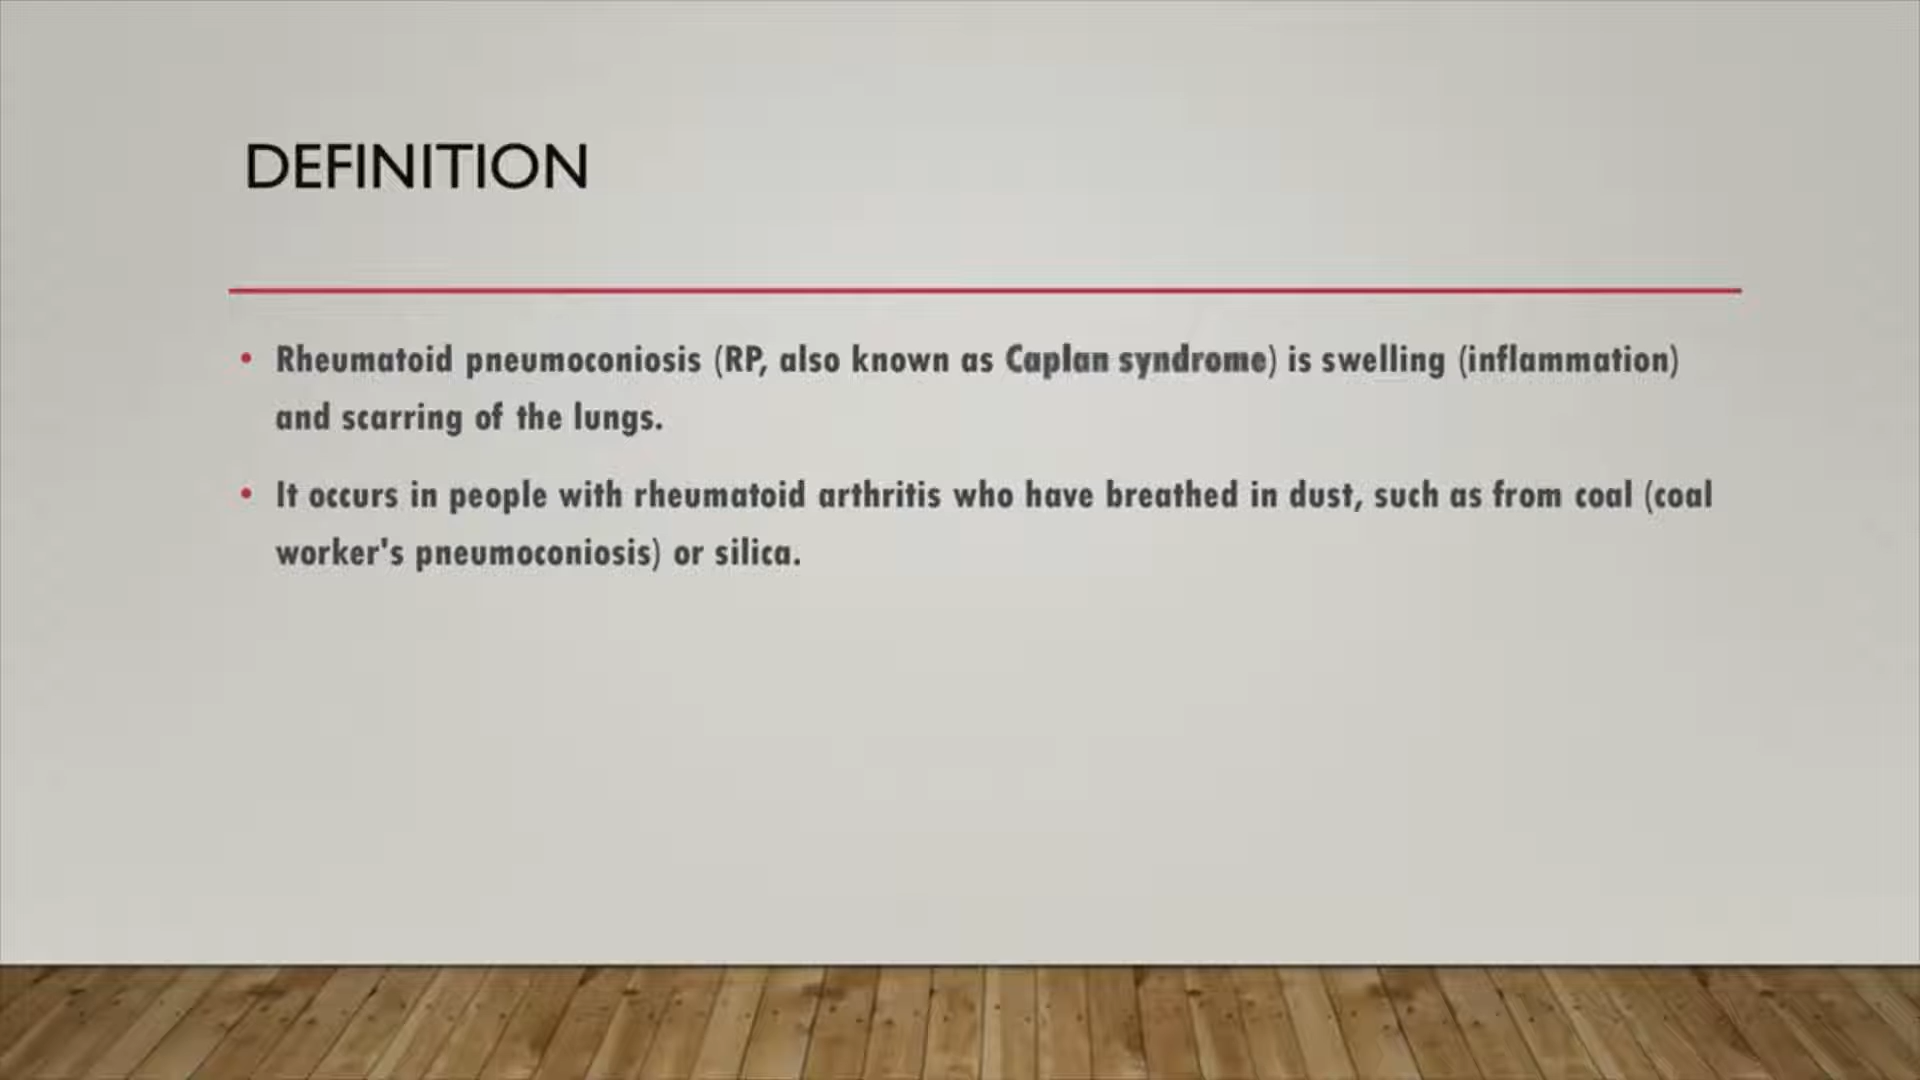 DEFINITION
• Rheumatoid pneumoconiosis (RP, also known as Caplan syndrome) is swelling (inflammation)
and scarring of the lungs.
• It occurs in people with rheumatoid arthritis who have breathed in dust, such as from coal (coal
worker's pneumoconiosis) or silica.